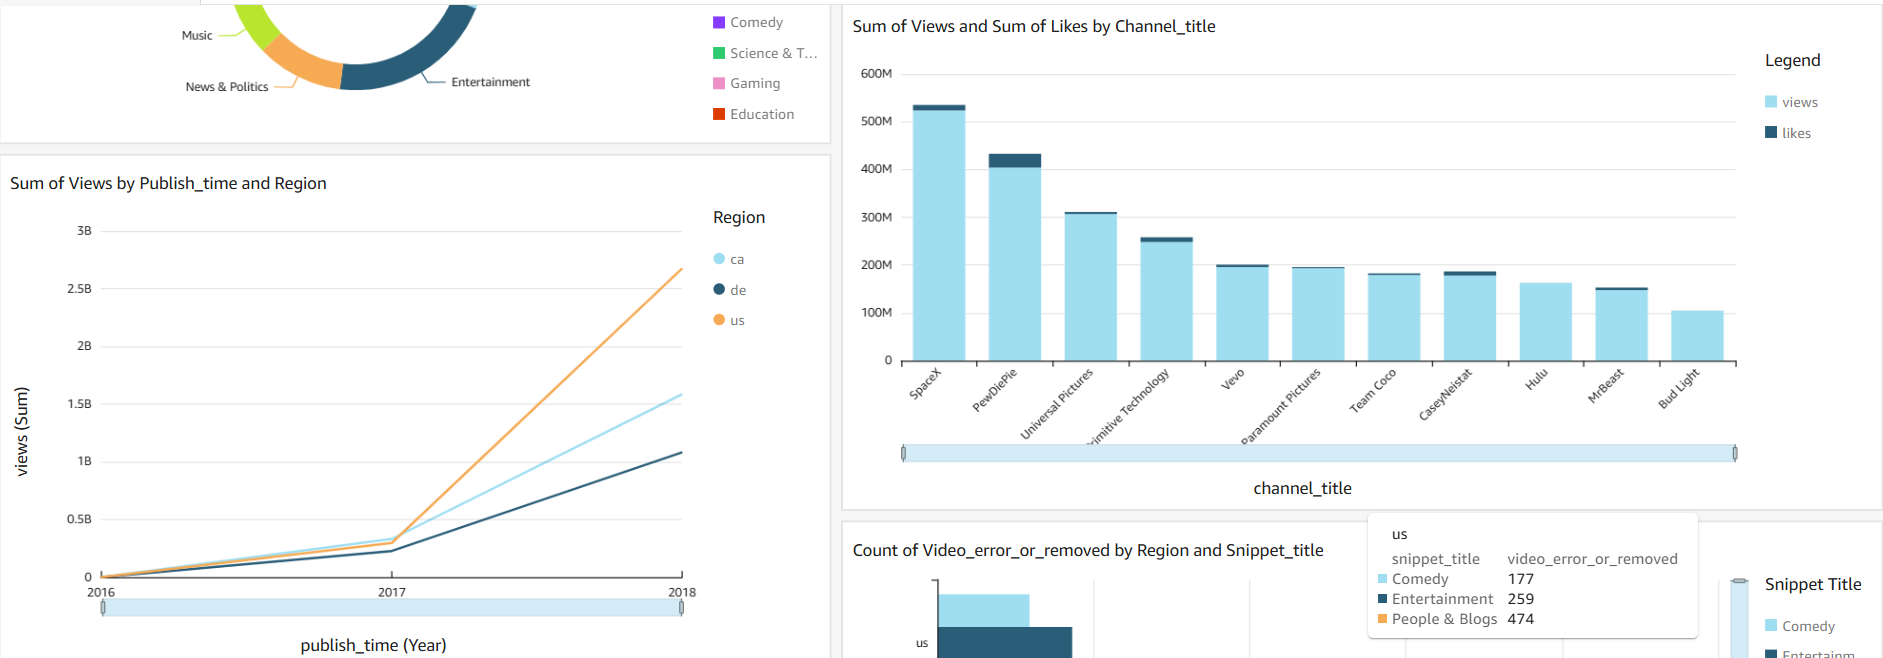 Music
News & Politics
Entertainment
Comedy
Science & T...
Gaming
Education
Sum of Views by Publish_time and Region
Region
ca
de
us
3B
2.5B
2B
1.5B
1B
0.5B
0
views (Sum)
2016
2017
2018
publish_time (Year)
Sum of Views and Sum of Likes by Channel_title
Legend
views
likes
600M
500M
400M
300M
200M
100M
0
SpaceX
PewDiePie
Universal Pictures
rimitive Technology
Vevo
Paramount Pictures
Team Coco
CaseyNeistat
Hulu
MrBeast
Bud Light
channel_title
Count of Video_error_or_removed by Region and Snippet_title
us
snippet_title video_error_or_removed
Comedy 177
Entertainment 259
People & Blogs 474
us
Snippet Title
Comedy
Entertainm